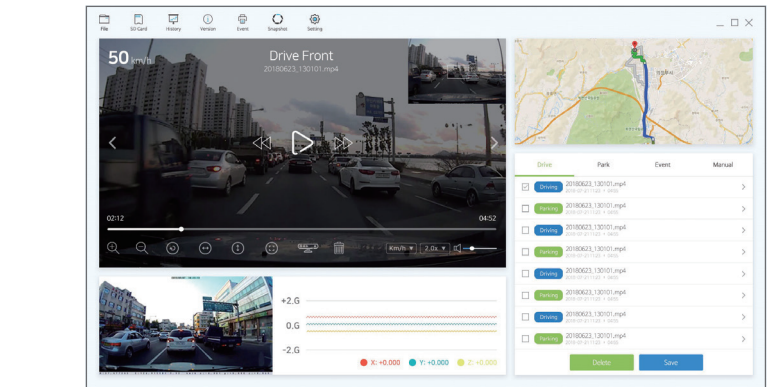 File
SD Card
History
Version
Event
Snapshot
Setting
50 km/h
Drive Front
20180623_130101.mp4
02:12
04:52
Km/h ▼
2.0x ▼
+2.G
0.G
-2.G
X: +0.000
Y: +0.000
Z: +0.000
Drive
Park
Event
Manual
Driving 20180623_130101.mp4
Parking 20180623_130101.mp4
Driving 20180623_130101.mp4
Parking 20180623_130101.mp4
Driving 20180623_130101.mp4
Parking 20180623_130101.mp4
Driving 20180623_130101.mp4
Parking 20180623_130101.mp4
Delete
Save